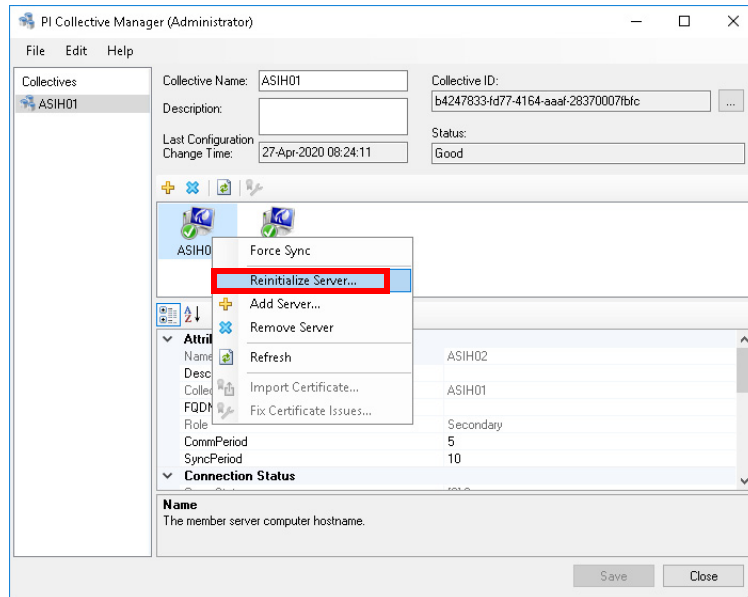 PI Collective Manager (Administrator)
File Edit Help
Collectives
ASIH01
Collective Name: ASIH01
Description:
Last Configuration
Change Time: 27-Apr-2020 08:24:11
Collective ID:
b4247833-fd77-4164-aaaf-28370007fbfc ...
Status:
Good
ASIH0
Force Sync
Reinitialize Server...
Add Server...
Remove Server
Refresh
Import Certificate...
Fix Certificate Issues...
Attri
Name ASIH02
Desc
Collec ASIH01
FQDN
Role Secondary
CommPeriod 5
SyncPeriod 10
Connection Status
Name
The member server computer hostname.
Save Close